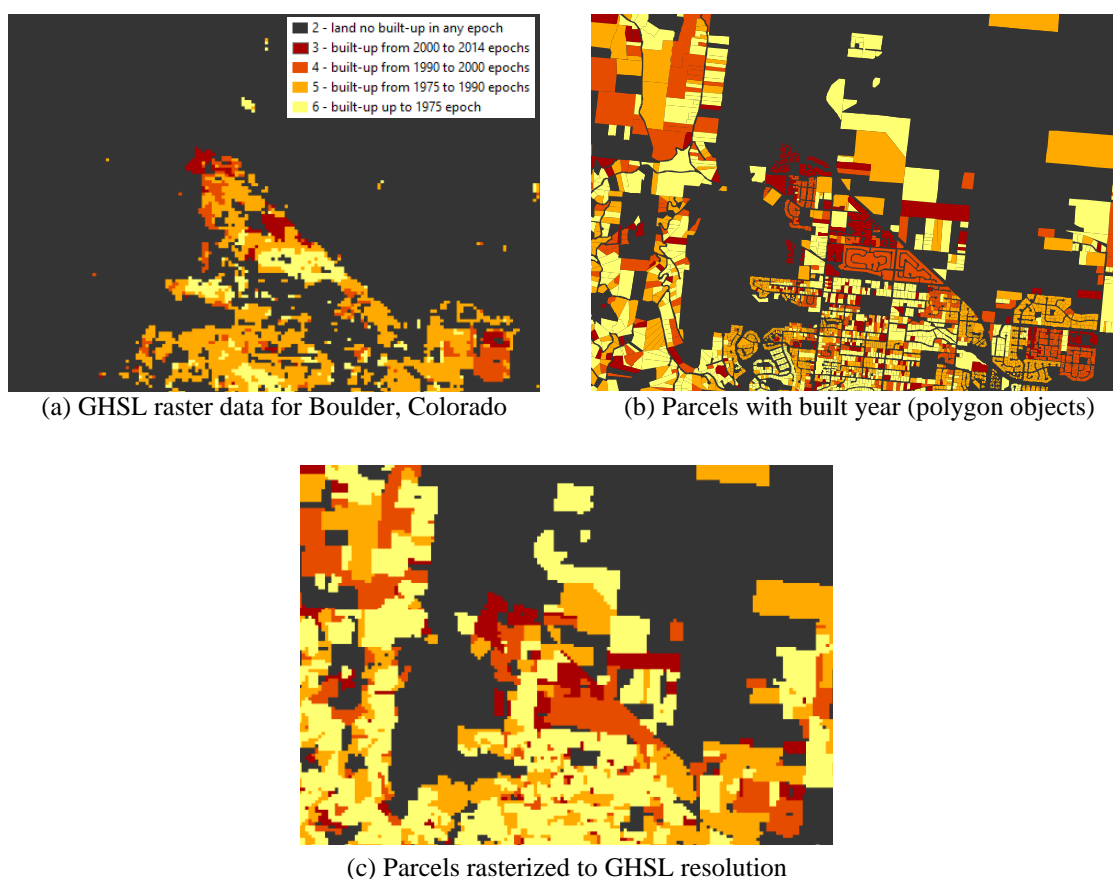 2 - land no built-up in any epoch
3 - built-up from 2000 to 2014 epochs
4 - built-up from 1990 to 2000 epochs
5 - built-up from 1975 to 1990 epochs
6 - built-up up to 1975 epoch
(a) GHSL raster data for Boulder, Colorado
(b) Parcels with built year (polygon objects)
(c) Parcels rasterized to GHSL resolution